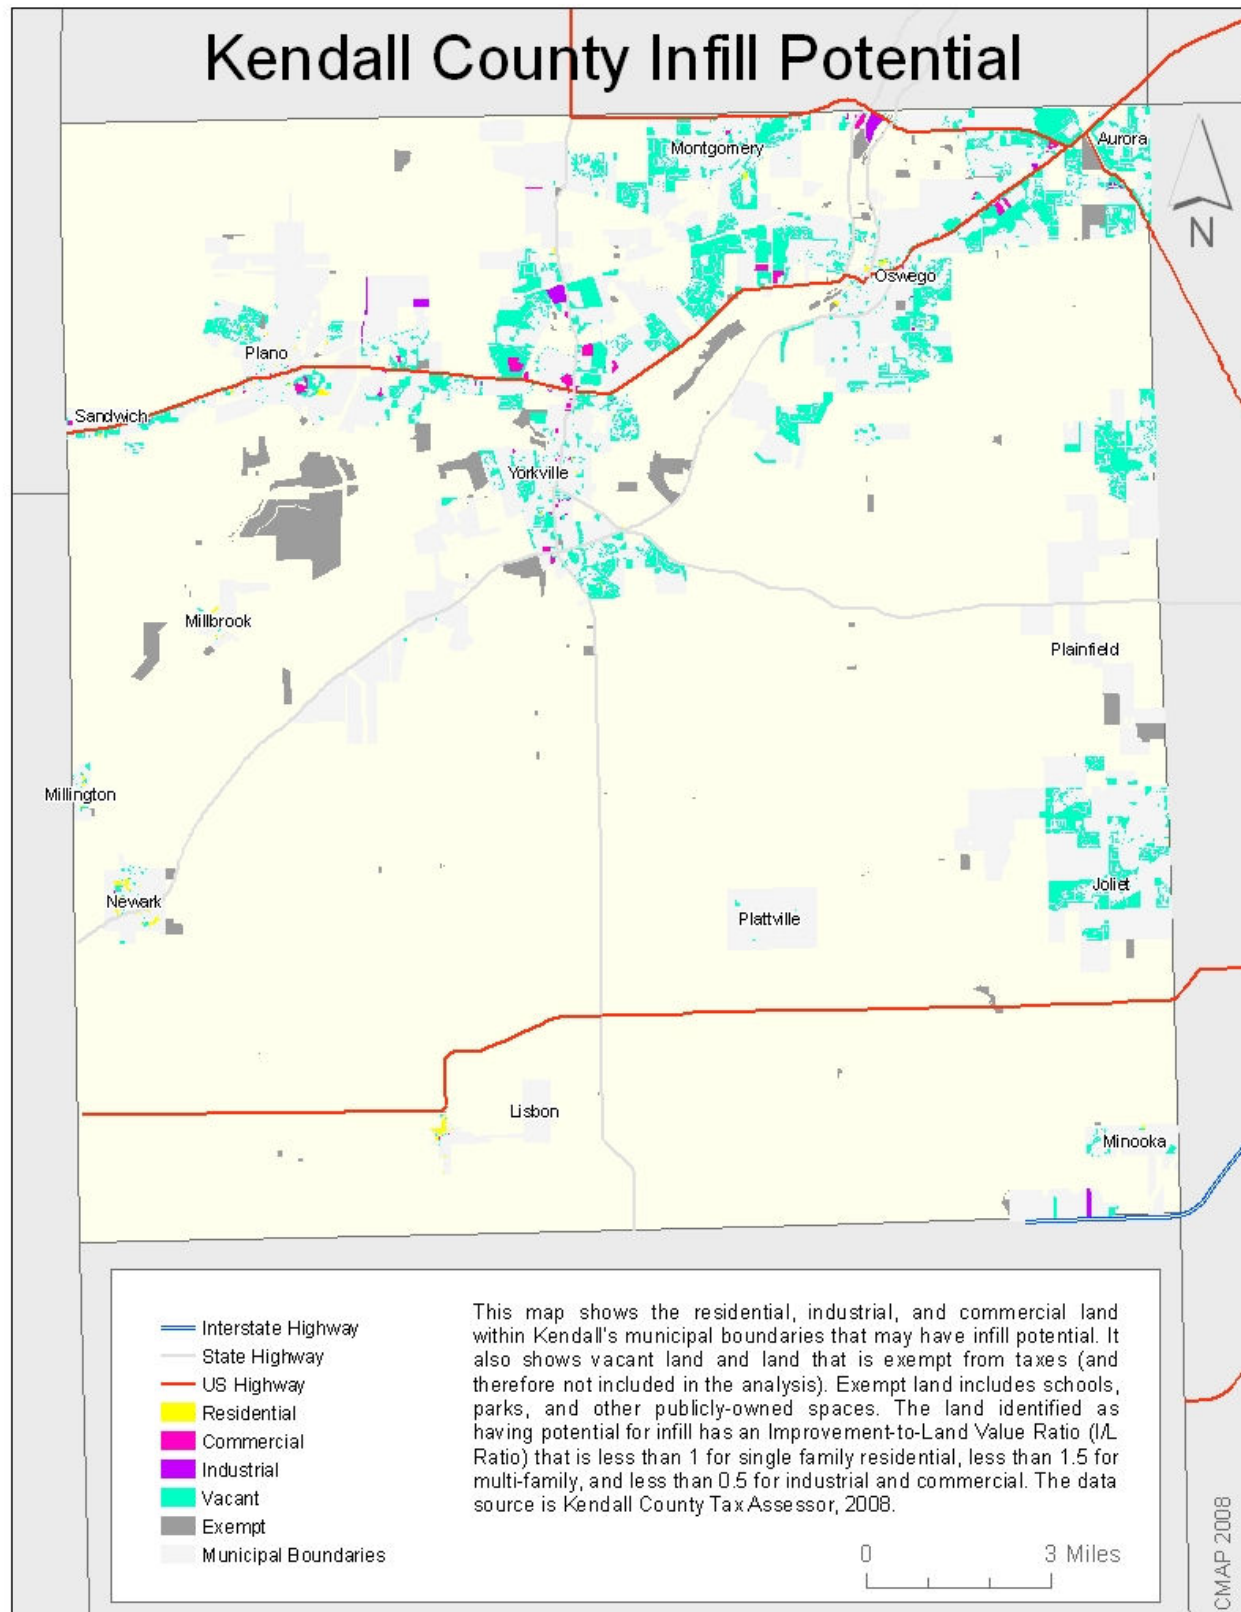 Kendall County Infill Potential
Montgomery
Aurora
N
Oswego
Plano
Sandwich
Yorkville
Millbrook
Plainfield
Millington
Joliet
Newark
Plattville
Lisbon
Minooka
Interstate Highway
State Highway
US Highway
Residential
Commercial
Industrial
Vacant
Exempt
Municipal Boundaries
This map shows the residential, industrial, and commercial land
within Kendall's municipal boundaries that may have infill potential. It
also shows vacant land and land that is exempt from taxes (and
therefore not included in the analysis). Exempt land includes schools,
parks, and other publicly-owned spaces. The land identified as
having potential for infill has an Improvement-to-Land Value Ratio (I/L
Ratio) that is less than 1 for single family residential, less than 1.5 for
multi-family, and less than 0.5 for industrial and commercial. The data
source is Kendall County Tax Assessor, 2008.
0 3 Miles
CMAP 2008